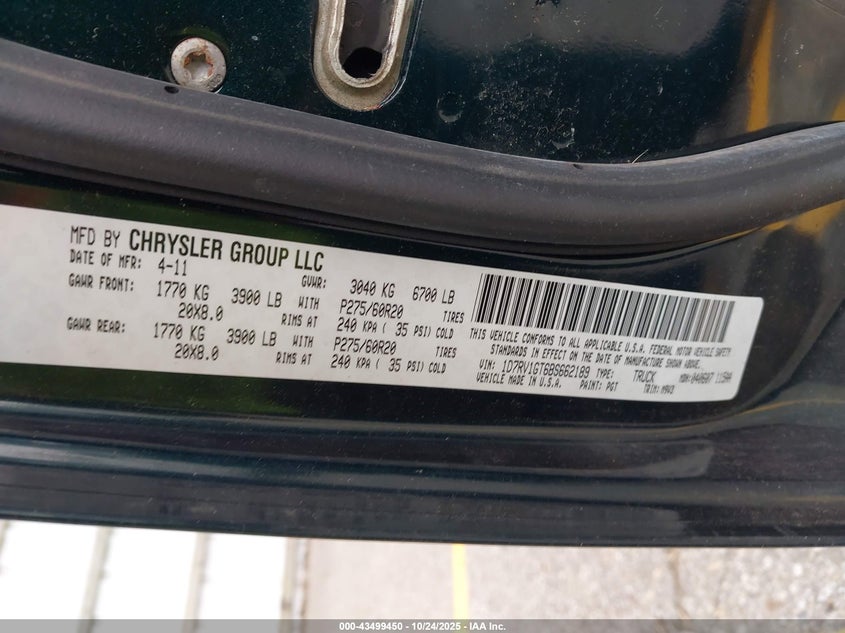 MFD BY CHRYSLER GROUP LLC
DATE OF MFR: 4-11 GVWR: 3040 KG 6700 LB
GAWR FRONT: 1770 KG 3900 LB WITH P275/60R20 TIRES
20X8.0 RIMS AT 240 KPA ( 35 PSI) COLD
GAWR REAR: 1770 KG 3900 LB WITH P275/60R20 TIRES
20X8.0 RIMS AT 240 KPA ( 35 PSI) COLD
THIS VEHICLE CONFORMS TO ALL APPLICABLE U.S.A. FEDERAL MOTOR VEHICLE SAFETY
STANDARDS IN EFFECT ON THE DATE OF MANUFACTURE SHOWN ABOVE.
VIN: 1D7RV1GT6BS662189 TYPE: TRUCK
VEHICLE MADE IN U.S.A. PAINT: PGT TRIM:
000-43499450 • 10/24/2025 • IAA Inc.